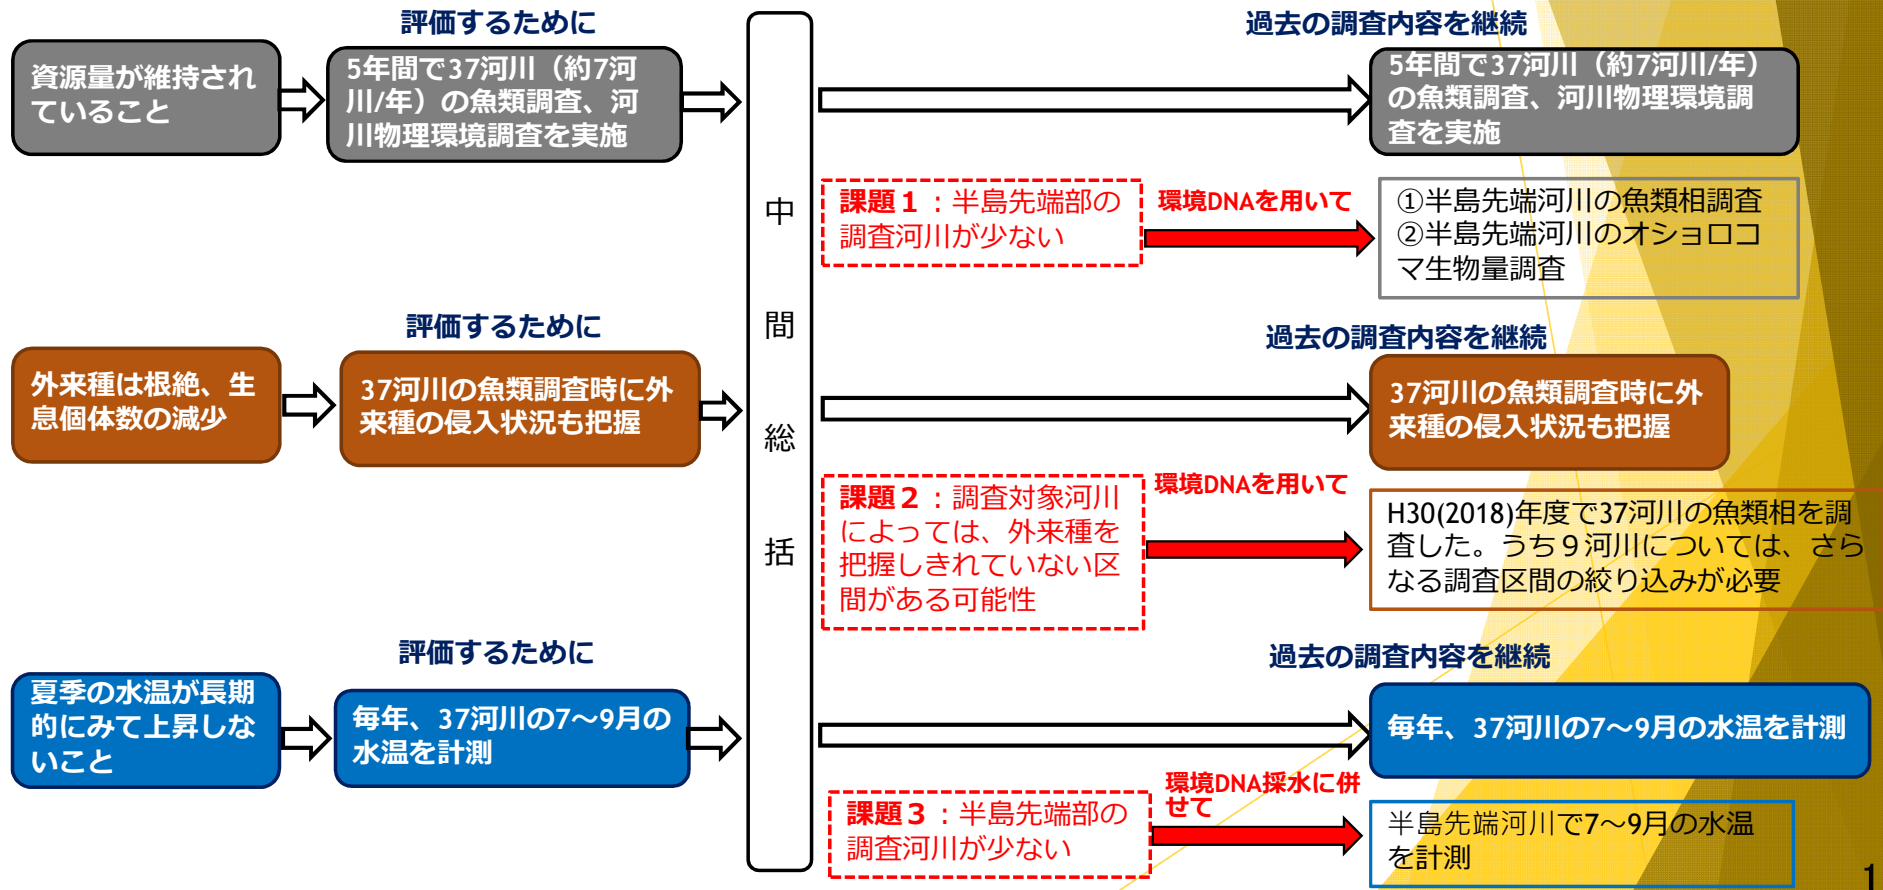 評価するために
過去の調査内容を継続
資源量が維持され
ていること
5年間で37河川（約7河
川/年）の魚類調査、河
川物理環境調査を実施
5年間で37河川（約7河川/年）
の魚類調査、河川物理環境調
査を実施
中
間
総
括
課題１：半島先端部の
調査河川が少ない
環境DNAを用いて
①半島先端河川の魚類相調査
②半島先端河川のオショロコ
マ生物量調査
評価するために
過去の調査内容を継続
外来種は根絶、生
息個体数の減少
37河川の魚類調査時に外
来種の侵入状況も把握
37河川の魚類調査時に外
来種の侵入状況も把握
課題２：調査対象河川
によっては、外来種を
把握しきれていない区
間がある可能性
環境DNAを用いて
H30(2018)年度で37河川の魚類相を調
査した。うち９河川については、さら
なる調査区間の絞り込みが必要
評価するために
過去の調査内容を継続
夏季の水温が長期
的にみて上昇しな
いこと
毎年、37河川の7～9月の
水温を計測
毎年、37河川の7～9月の水温を計測
課題３：半島先端部の
調査河川が少ない
環境DNA採水に併
せて
半島先端河川で7～9月の水温
を計測
1